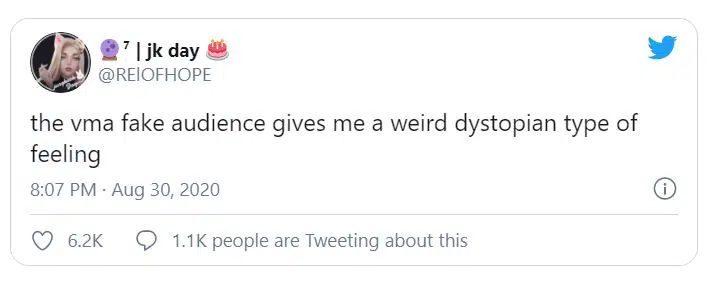 🔮⁷ | jk day 🎂
@REIOFHOPE
the vma fake audience gives me a weird dystopian type of
feeling
8:07 PM · Aug 30, 2020
6.2K 1.1K people are Tweeting about this